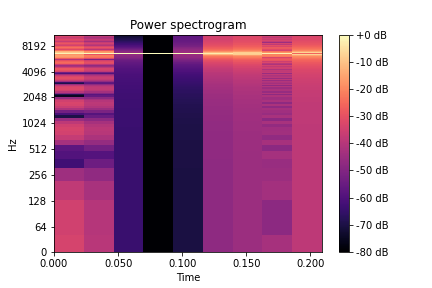 Power spectrogram
8192
4096
2048
1024
512
256
128
64
0
Hz
0.000 0.050 0.100 0.150 0.200
Time
+0 dB
-10 dB
-20 dB
-30 dB
-40 dB
-50 dB
-60 dB
-70 dB
-80 dB